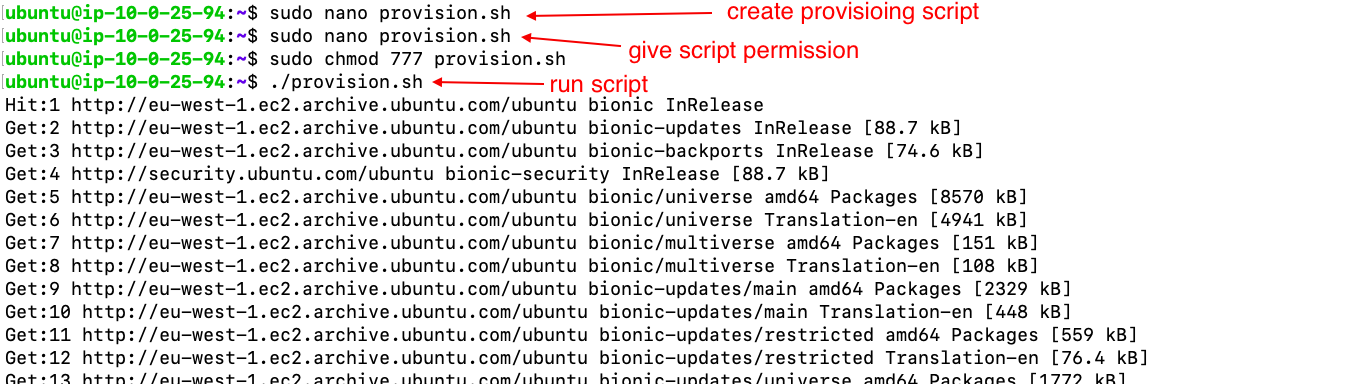 ubuntu@ip-10-0-25-94:~$ sudo nano provision.sh create provisioing script
ubuntu@ip-10-0-25-94:~$ sudo nano provision.sh
give script permission
ubuntu@ip-10-0-25-94:~$ sudo chmod 777 provision.sh
ubuntu@ip-10-0-25-94:~$ ./provision.sh run script
Hit:1 http://eu-west-1.ec2.archive.ubuntu.com/ubuntu bionic InRelease
Get:2 http://eu-west-1.ec2.archive.ubuntu.com/ubuntu bionic-updates InRelease [88.7 kB]
Get:3 http://eu-west-1.ec2.archive.ubuntu.com/ubuntu bionic-backports InRelease [74.6 kB]
Get:4 http://security.ubuntu.com/ubuntu bionic-security InRelease [88.7 kB]
Get:5 http://eu-west-1.ec2.archive.ubuntu.com/ubuntu bionic/universe amd64 Packages [8570 kB]
Get:6 http://eu-west-1.ec2.archive.ubuntu.com/ubuntu bionic/universe Translation-en [4941 kB]
Get:7 http://eu-west-1.ec2.archive.ubuntu.com/ubuntu bionic/multiverse amd64 Packages [151 kB]
Get:8 http://eu-west-1.ec2.archive.ubuntu.com/ubuntu bionic/multiverse Translation-en [108 kB]
Get:9 http://eu-west-1.ec2.archive.ubuntu.com/ubuntu bionic-updates/main amd64 Packages [2329 kB]
Get:10 http://eu-west-1.ec2.archive.ubuntu.com/ubuntu bionic-updates/main Translation-en [448 kB]
Get:11 http://eu-west-1.ec2.archive.ubuntu.com/ubuntu bionic-updates/restricted amd64 Packages [559 kB]
Get:12 http://eu-west-1.ec2.archive.ubuntu.com/ubuntu bionic-updates/restricted Translation-en [76.4 kB]
Get:13 http://eu-west-1.ec2.archive.ubuntu.com/ubuntu bionic-updates/universe amd64 Packages [1772 kB]